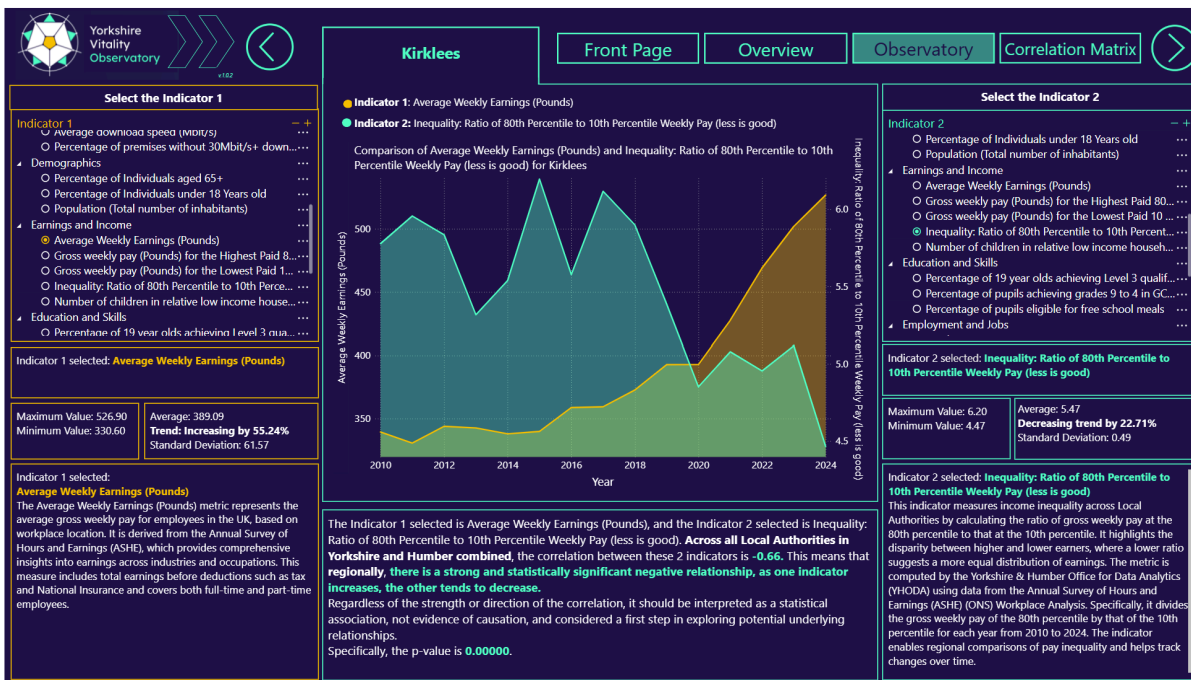 Yorkshire
Vitality
Observatory
v 1.0.2
Kirklees
Front Page
Overview
Observatory
Correlation Matrix
Select the Indicator 1
Indicator 1
Average download speed (Mbit/s)
Percentage of premises without 30Mbit/s+ down...
Demographics
Percentage of Individuals aged 65+
Percentage of Individuals under 18 Years old
Population (Total number of inhabitants)
Earnings and Income
Average Weekly Earnings (Pounds)
Gross weekly pay (Pounds) for the Highest Paid 8...
Gross weekly pay (Pounds) for the Lowest Paid 1...
Inequality: Ratio of 80th Percentile to 10th Perce...
Number of children in relative low income house...
Education and Skills
Percentage of 19 year olds achieving Level 3 qua...
Indicator 1 selected: Average Weekly Earnings (Pounds)
Maximum Value: 526.90
Minimum Value: 330.60
Average: 389.09
Trend: Increasing by 55.24%
Standard Deviation: 61.57
Indicator 1 selected:
Average Weekly Earnings (Pounds)
The Average Weekly Earnings (Pounds) metric represents the
average gross weekly pay for employees in the UK, based on
workplace location. It is derived from the Annual Survey of
Hours and Earnings (ASHE), which provides comprehensive
insights into earnings across industries and occupations. This
measure includes total earnings before deductions such as tax
and National Insurance and covers both full-time and part-time
employees.
Indicator 1: Average Weekly Earnings (Pounds)
Indicator 2: Inequality: Ratio of 80th Percentile to 10th Percentile Weekly Pay (less is good)
Comparison of Average Weekly Earnings (Pounds) and Inequality: Ratio of 80th Percentile to 10th
Percentile Weekly Pay (less is good) for Kirklees
Average Weekly Earnings (Pounds)
500
450
400
350
2010
2012
2014
2016
2018
2020
2022
2024
Year
6.0
5.5
5.0
4.5
Inequality: Ratio of 80th Percentile to 10th Percentile Weekly Pay (less is good)
The Indicator 1 selected is Average Weekly Earnings (Pounds), and the Indicator 2 selected is Inequality:
Ratio of 80th Percentile to 10th Percentile Weekly Pay (less is good). Across all Local Authorities in
Yorkshire and Humber combined, the correlation between these 2 indicators is -0.66. This means that
regionally, there is a strong and statistically significant negative relationship, as one indicator
increases, the other tends to decrease.
Regardless of the strength or direction of the correlation, it should be interpreted as a statistical
association, not evidence of causation, and considered a first step in exploring potential underlying
relationships.
Specifically, the p-value is 0.00000.
Select the Indicator 2
Indicator 2
Percentage of Individuals under 18 Years old
Population (Total number of inhabitants)
Earnings and Income
Average Weekly Earnings (Pounds)
Gross weekly pay (Pounds) for the Highest Paid 80...
Gross weekly pay (Pounds) for the Lowest Paid 10 ...
Inequality: Ratio of 80th Percentile to 10th Percent...
Number of children in relative low income househ...
Education and Skills
Percentage of 19 year olds achieving Level 3 qualif...
Percentage of pupils achieving grades 9 to 4 in GC...
Percentage of pupils eligible for free school meals
Employment and Jobs
Indicator 2 selected: Inequality: Ratio of 80th Percentile to
10th Percentile Weekly Pay (less is good)
Maximum Value: 6.20
Minimum Value: 4.47
Average: 5.47
Decreasing trend by 22.71%
Standard Deviation: 0.49
Indicator 2 selected: Inequality: Ratio of 80th Percentile to
10th Percentile Weekly Pay (less is good)
This indicator measures income inequality across Local
Authorities by calculating the ratio of gross weekly pay at the
80th percentile to that at the 10th percentile. It highlights the
disparity between higher and lower earners, where a lower ratio
suggests a more equal distribution of earnings. The metric is
computed by the Yorkshire & Humber Office for Data Analytics
(YHODA) using data from the Annual Survey of Hours and
Earnings (ASHE) (ONS) Workplace Analysis. Specifically, it divides
the gross weekly pay of the 80th percentile by that of the 10th
percentile for each year from 2010 to 2024. The indicator
enables regional comparisons of pay inequality and helps track
changes over time.